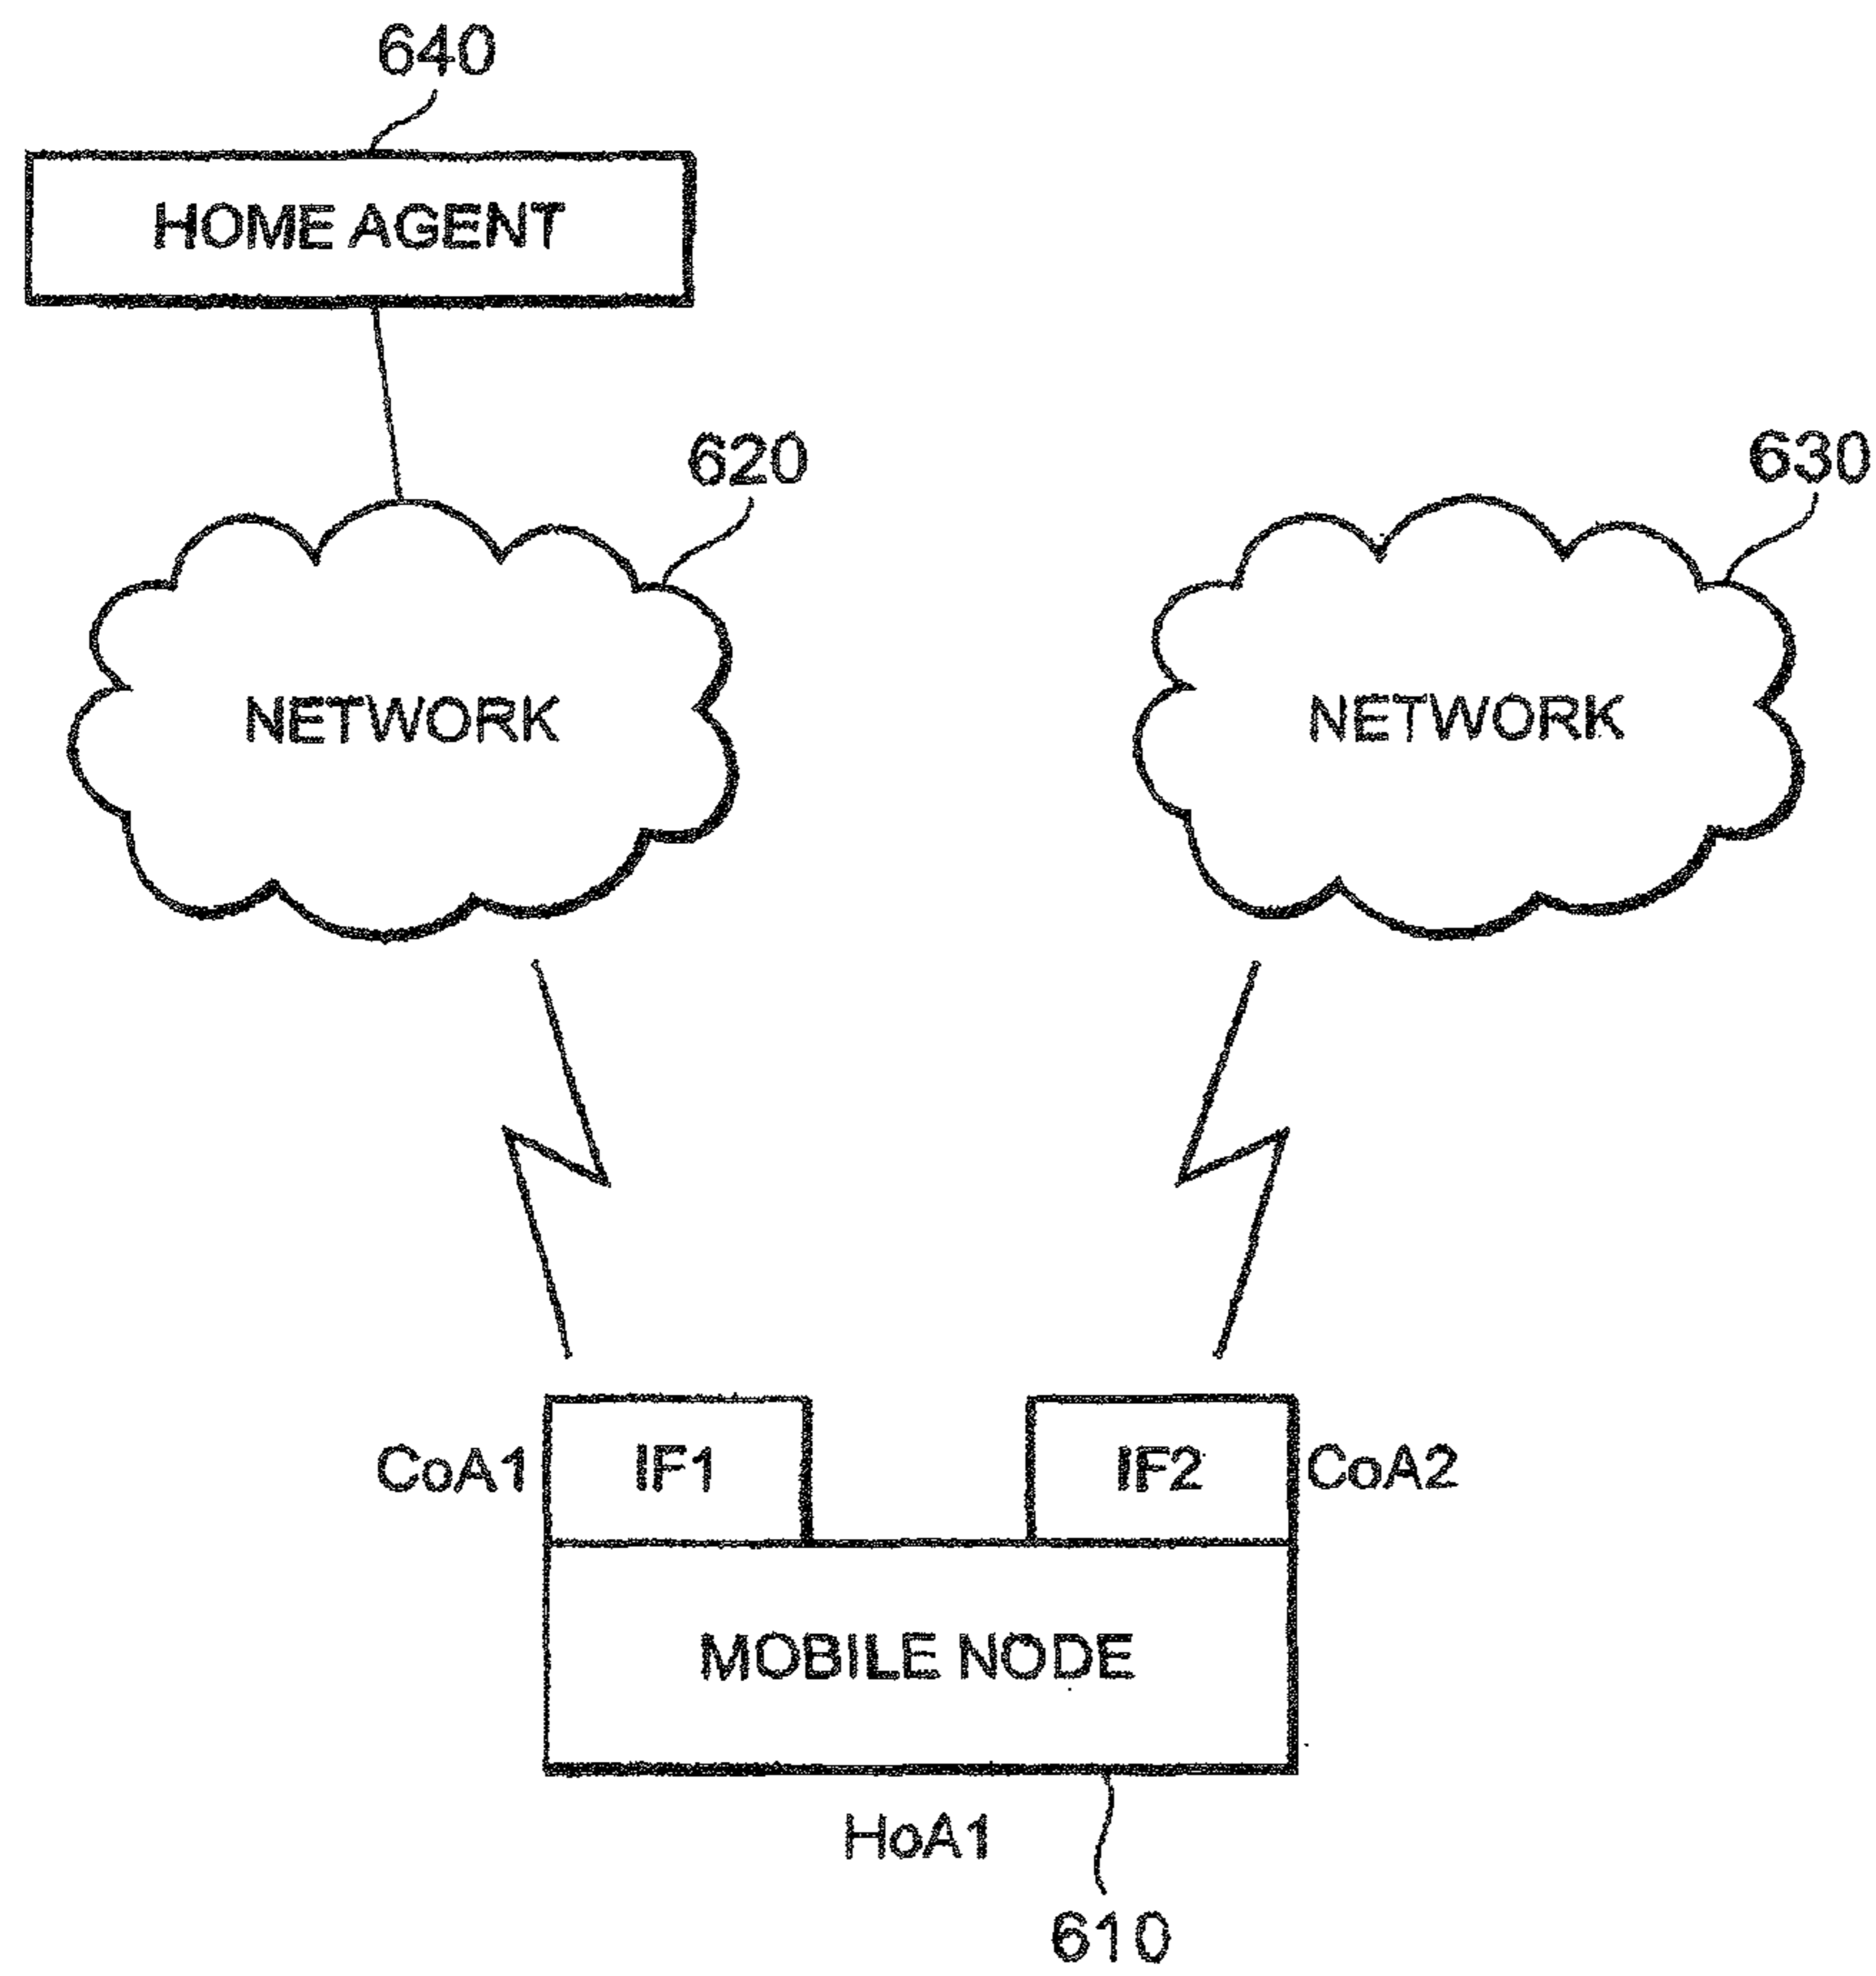 640
HOME AGENT
620
630
NETWORK
NETWORK
CoA1
IF1
IF2
CoA2
MOBILE NODE
HoA1
610